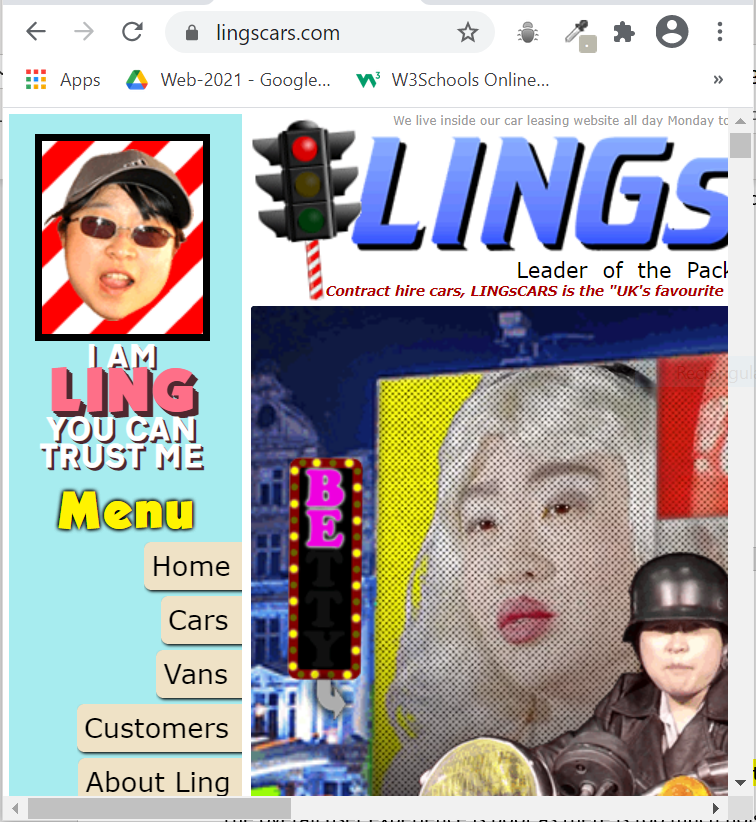 lingscars.com
Apps
Web-2021 - Google...
W3Schools Online...
»
We live inside our car leasing website all day Monday to
LINGs
Leader of the Pack
Contract hire cars, LINGsCARS is the "UK's favourite
I AM
LING
YOU CAN
TRUST ME
Menu
BETTY
Home
Cars
Vans
Customers
About Ling
Rectangul